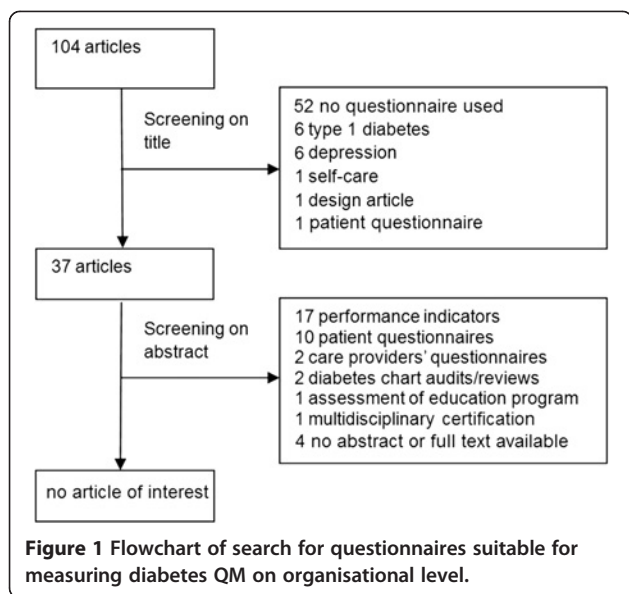 104 articles
Screening on
title
52 no questionnaire used
6 type 1 diabetes
6 depression
1 self-care
1 design article
1 patient questionnaire
37 articles
Screening on
abstract
17 performance indicators
10 patient questionnaires
2 care providers' questionnaires
2 diabetes chart audits/reviews
1 assessment of education program
1 multidisciplinary certification
4 no abstract or full text available
no article of interest
Figure 1 Flowchart of search for questionnaires suitable for
measuring diabetes QM on organisational level.